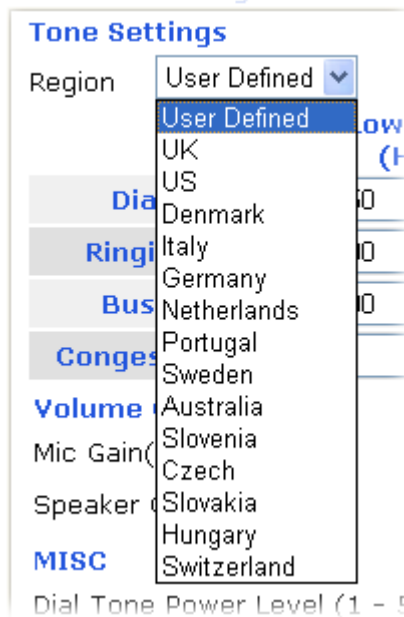 Tone Settings
Region User Defined
User Defined
UK
US
Denmark
Italy
Germany
Netherlands
Portugal
Sweden
Australia
Slovenia
Czech
Slovakia
Hungary
Switzerland
Volume
Mic Gain(
Speaker
MISC
Dial Tone Power Level (1 -